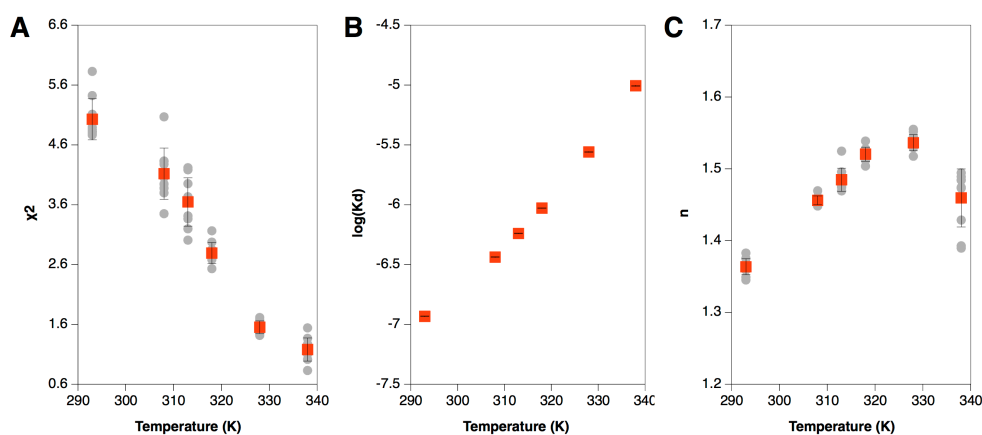 A
6.6
5.6
4.6
3.6
2.6
1.6
0.6
χ2
290 300 310 320 330 340
Temperature (K)
B
-4.5
-5
-5.5
-6
-6.5
-7
-7.5
log(Kd)
290 300 310 320 330 340
Temperature (K)
C
1.7
1.6
1.5
1.4
1.3
1.2
n
290 300 310 320 330 340
Temperature (K)